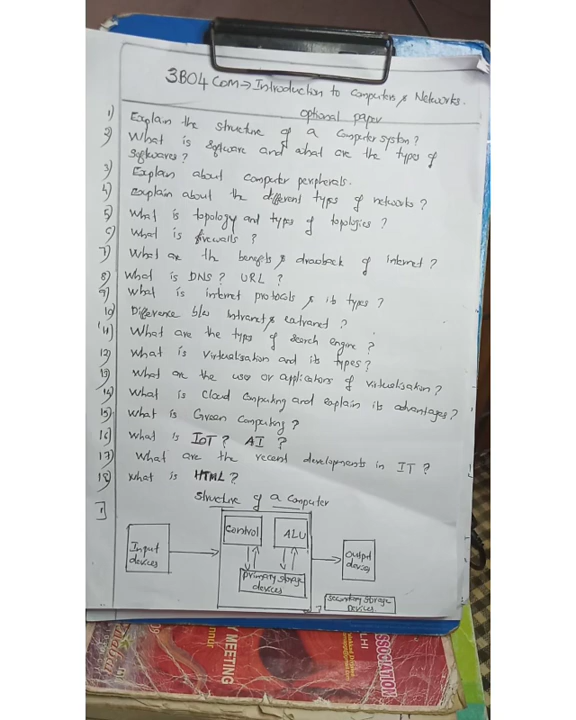 3B04 Com → Introduction to Computers & Networks.
optional paper
1) Explain the structure of a Computer system?
2) What is software and what are the types of
softwares?
3) Explain about computer peripherals.
4) Explain about the different types of networks?
5) What is topology and types of topologies?
6) What is firewalls?
7) What are the benefits & drawback of internet?
8) What is DNS? URL?
9) What is internet protocols & its types?
10) Difference b/w Intranet & extranet?
11) What are the types of search engine?
12) What is Virtualisation and its types?
13) What are the uses or applications of virtualisation?
14) What is Cloud Computing and explain its advantages?
15) What is Green Computing?
16) What is IoT? AI?
17) What are the recent developments in IT?
18) What is HTML?
1] Structure of a Computer
Control ALU
Input devices
Output devices
primary storage devices
secondary storage Devices.
MEETING
ASSOCIATION
LHI